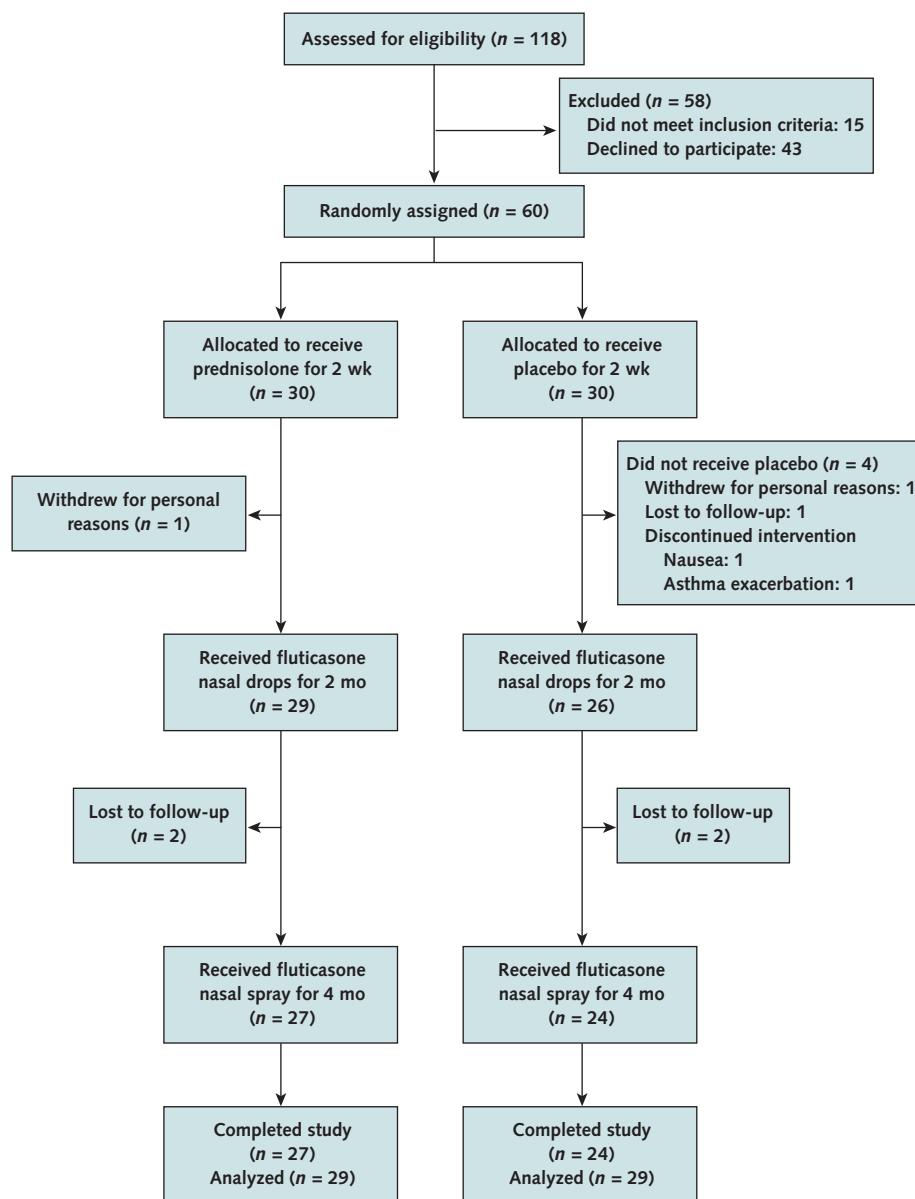 Assessed for eligibility (n = 118)
Excluded (n = 58)
Did not meet inclusion criteria: 15
Declined to participate: 43
Randomly assigned (n = 60)
Allocated to receive
prednisolone for 2 wk
(n = 30)
Allocated to receive
placebo for 2 wk
(n = 30)
Withdrew for personal
reasons (n = 1)
Did not receive placebo (n = 4)
Withdrew for personal reasons: 1
Lost to follow-up: 1
Discontinued intervention
Nausea: 1
Asthma exacerbation: 1
Received fluticasone
nasal drops for 2 mo
(n = 29)
Received fluticasone
nasal drops for 2 mo
(n = 26)
Lost to follow-up
(n = 2)
Lost to follow-up
(n = 2)
Received fluticasone
nasal spray for 4 mo
(n = 27)
Received fluticasone
nasal spray for 4 mo
(n = 24)
Completed study
(n = 27)
Analyzed (n = 29)
Completed study
(n = 24)
Analyzed (n = 29)